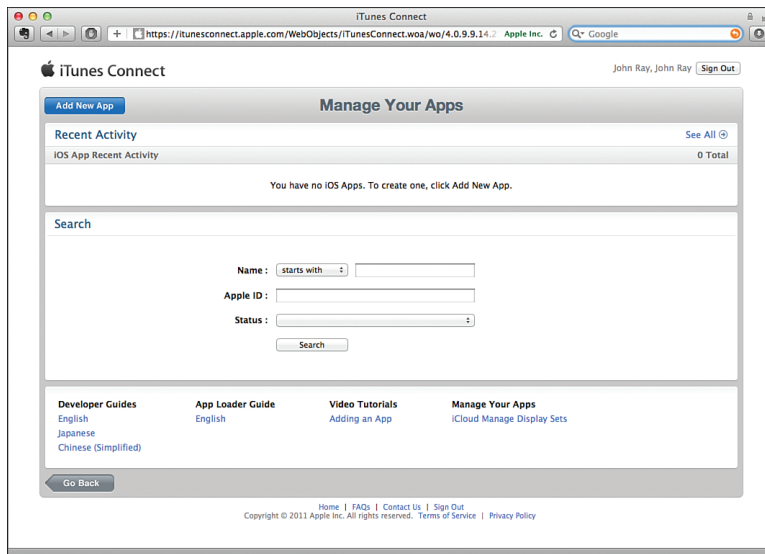 iTunes Connect
https://itunesconnect.apple.com/WebObjects/iTunesConnect.woa/wo/4.0.9.9.14.2 Apple Inc. Google
iTunes Connect
John Ray, John Ray Sign Out
Add New App
Manage Your Apps
Recent Activity See All
iOS App Recent Activity 0 Total
You have no iOS Apps. To create one, click Add New App.
Search
Name : starts with
Apple ID :
Status :
Search
Developer Guides App Loader Guide Video Tutorials Manage Your Apps
English English Adding an App iCloud Manage Display Sets
Japanese
Chinese (Simplified)
Go Back
Home | FAQs | Contact Us | Sign Out
Copyright © 2011 Apple Inc. All rights reserved. Terms of Service | Privacy Policy